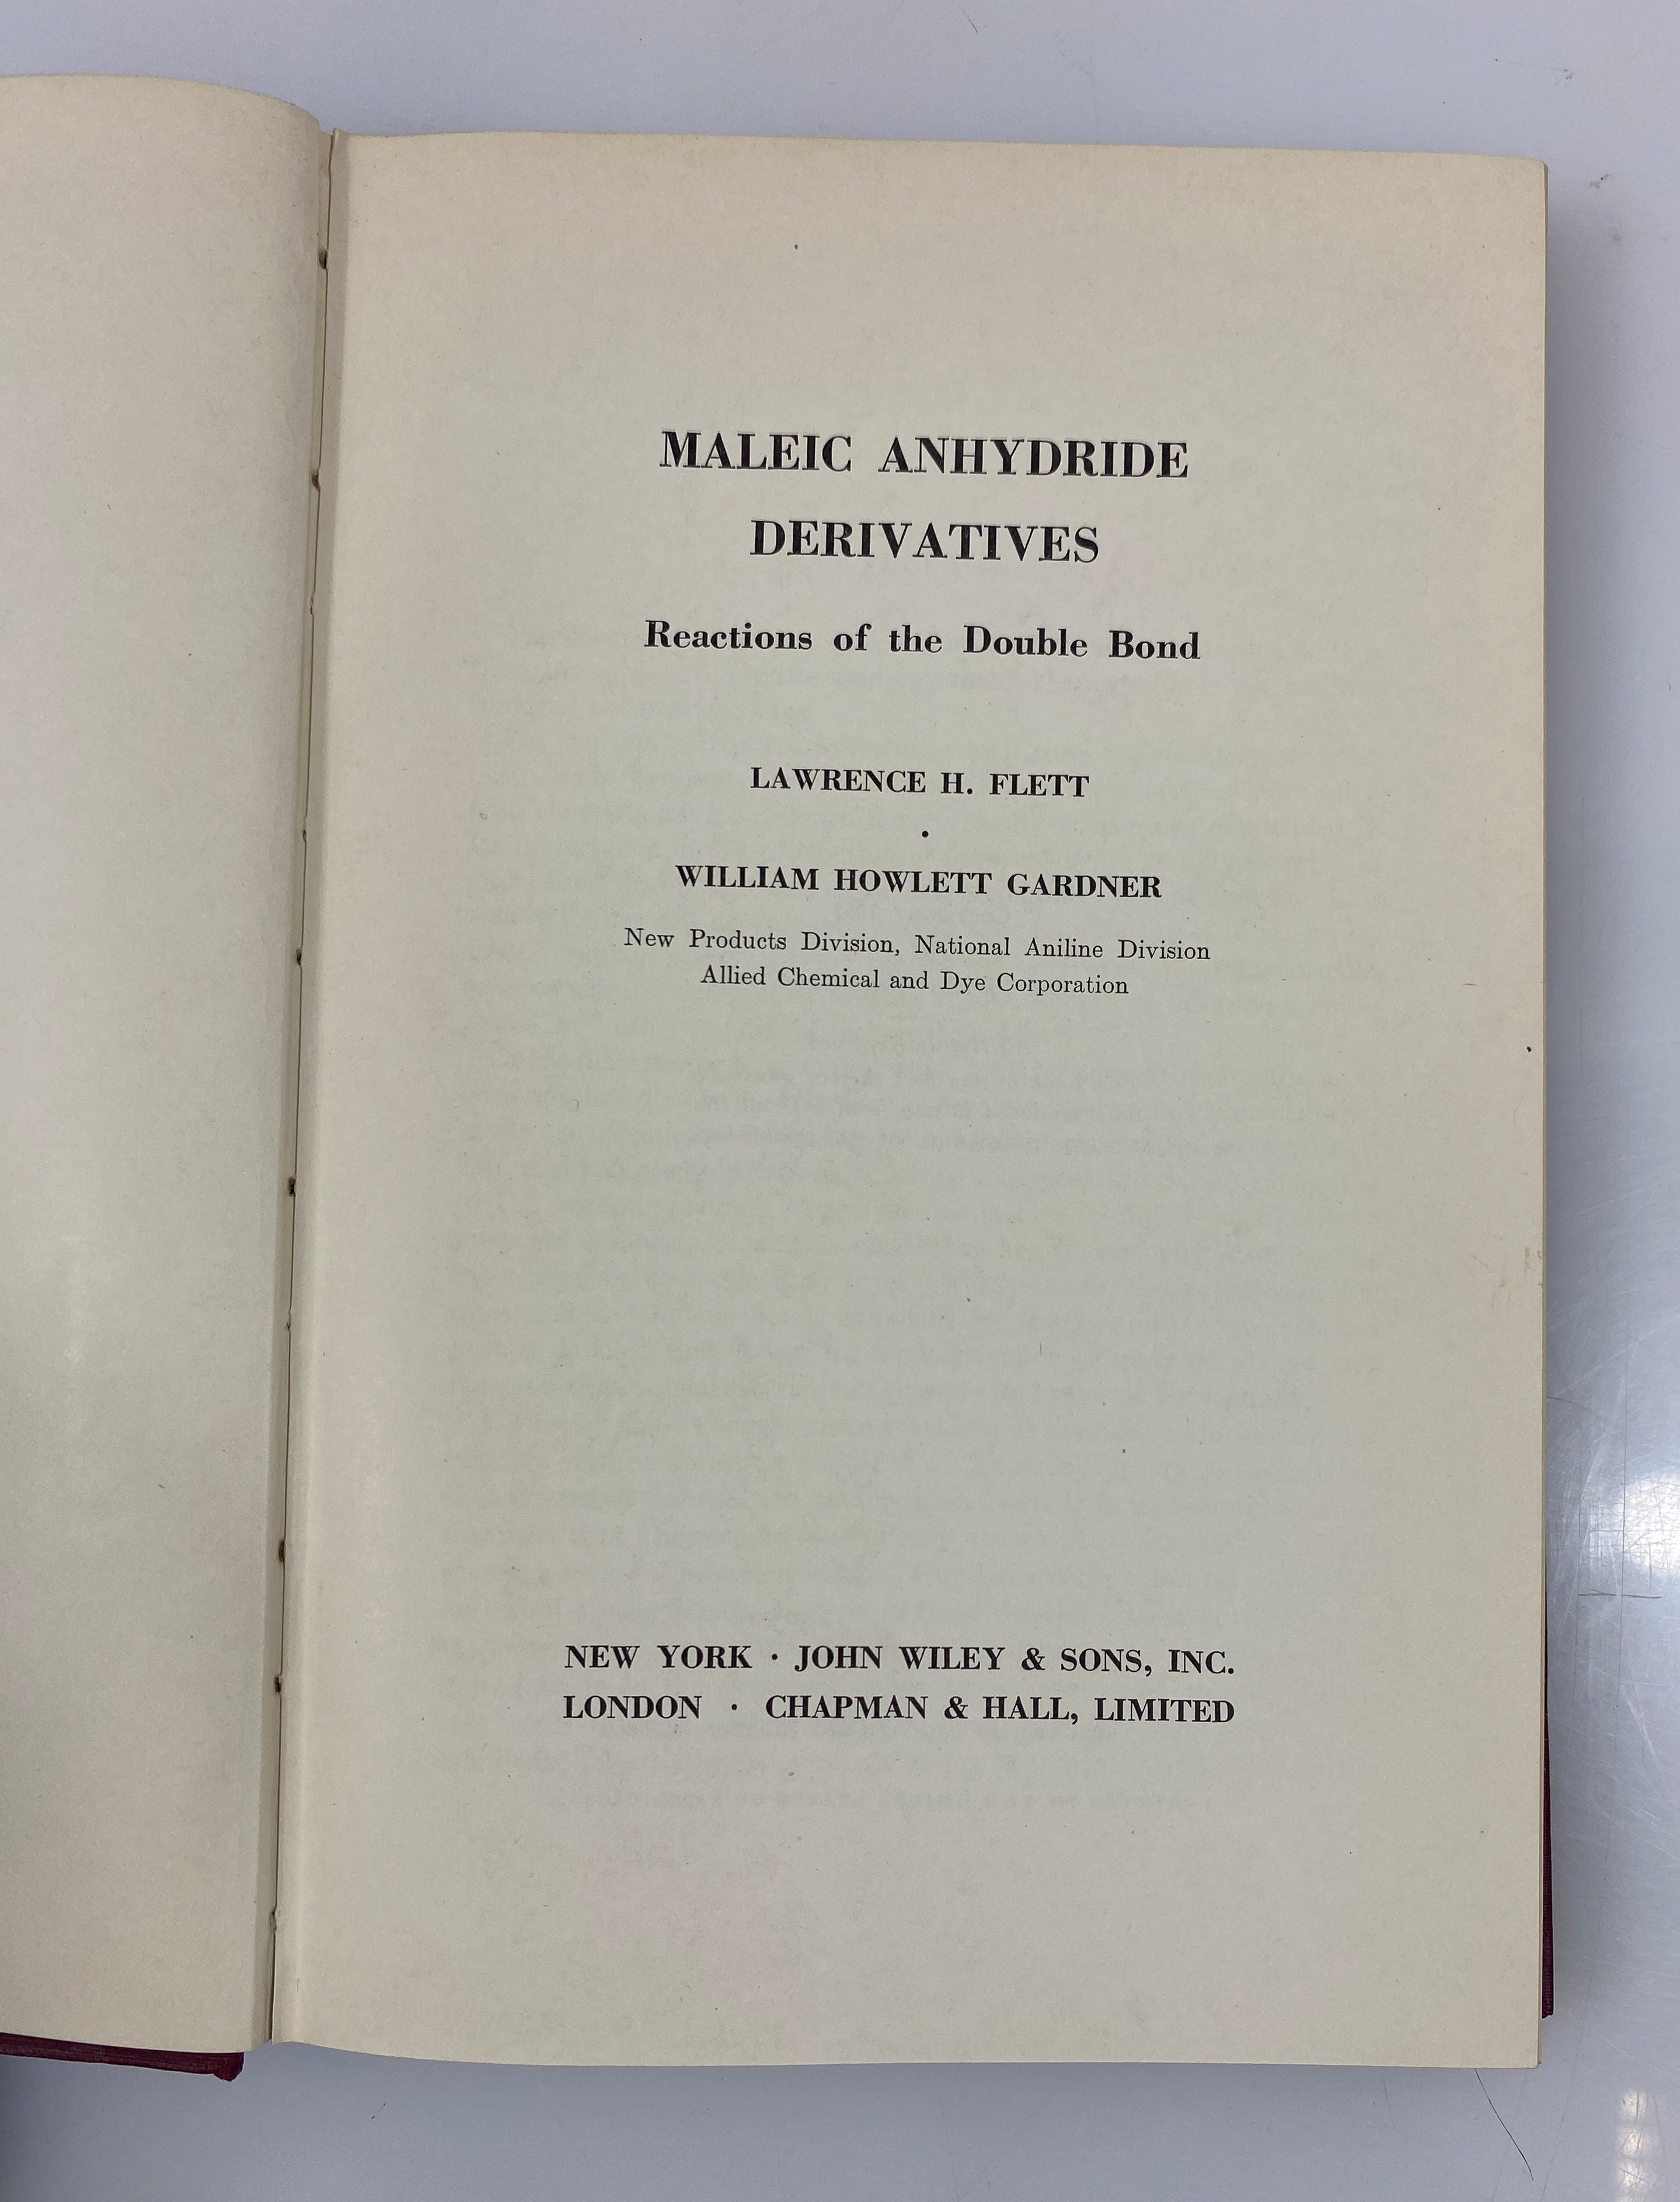 MALEIC ANHYDRIDE
DERIVATIVES
Reactions of the Double Bond
LAWRENCE H. FLETT
•
WILLIAM HOWLETT GARDNER
New Products Division, National Aniline Division
Allied Chemical and Dye Corporation
NEW YORK · JOHN WILEY & SONS, INC.
LONDON · CHAPMAN & HALL, LIMITED